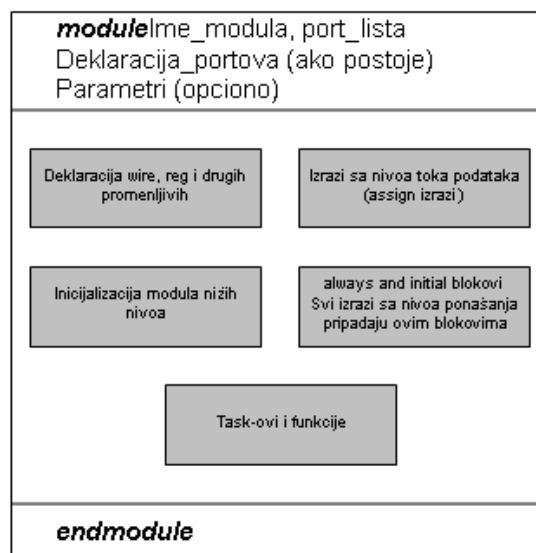 moduleIme_modula, port_lista
Deklaracija_portova (ako postoje)
Parametri (opciono)
Deklaracija wire, reg i drugih
promenljivih
Izrazi sa nivoa toka podataka
(assign izrazi)
Inicijalizacija modula nižih
nivoa
always and initial blokovi
Svi izrazi sa nivoa ponašanja
pripadaju ovim blokovima
Task-ovi i funkcije
endmodule